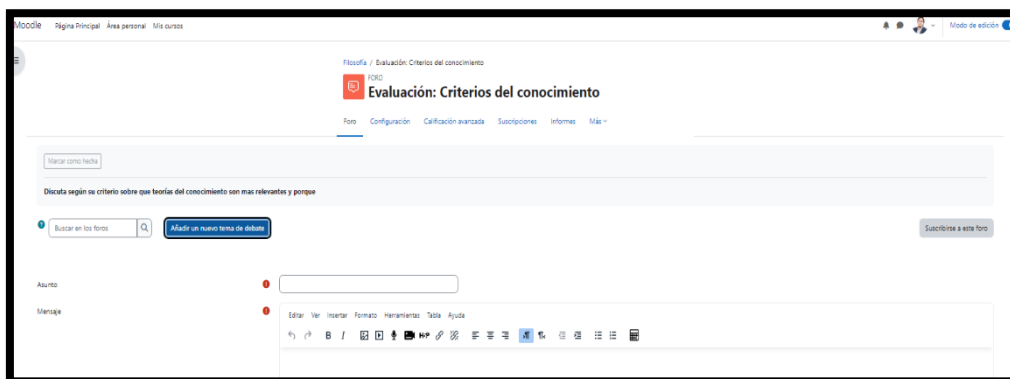 Moodle Página Principal Área personal Mis cursos Modo de edición
Filosofía / Evaluación: Criterios del conocimiento
FORO
Evaluación: Criterios del conocimiento
Foro Configuración Calificación avanzada Suscripciones Informes Más
Marcar como hecha
Discuta según su criterio sobre que teorías del conocimiento son mas relevantes y porque
Buscar en los foros Añadir un nuevo tema de debate Suscribirse a este foro
Asunto
Mensaje
Editar Ver Insertar Formato Herramientas Tabla Ayuda
B I H5P